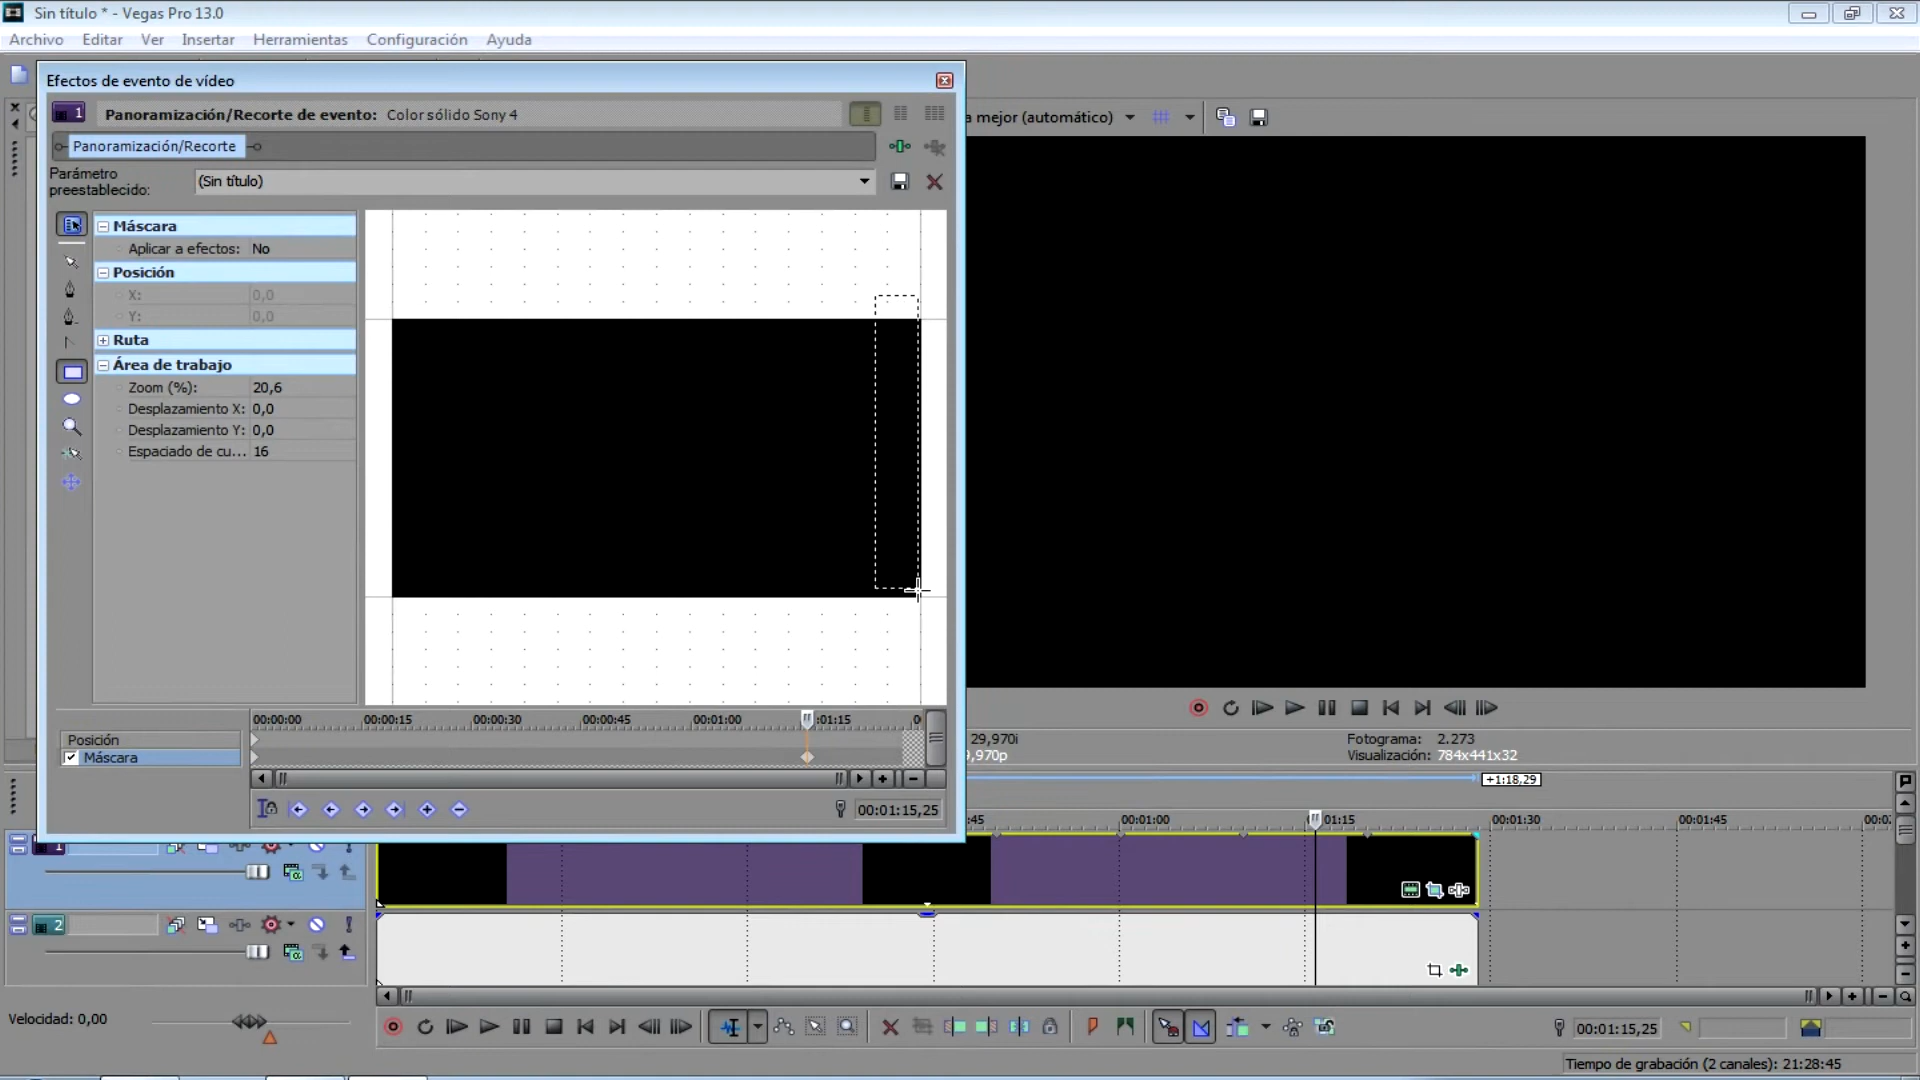 Sin título * - Vegas Pro 13.0
Archivo Editar Ver Insertar Herramientas Configuración Ayuda
Efectos de evento de vídeo
1 Panoramización/Recorte de evento: Color sólido Sony 4
mejor (automático)
Panoramización/Recorte
Parámetro
preestablecido: (Sin título)
Máscara
Aplicar a efectos: No
Posición
X: 0,0
Y: 0,0
Ruta
Área de trabajo
Zoom (%): 20,6
Desplazamiento X: 0,0
Desplazamiento Y: 0,0
Espaciado de cu... 16
00:00:00 00:00:15 00:00:30 00:00:45 00:01:00 :01:15
Posición
Máscara
00:01:15,25
29,970i
,970p
Fotograma: 2.273
Visualización: 784x441x32
+1:18,29
:45 00:01:00 :01:15 00:01:30 00:01:45 00:0
1
2
Velocidad: 0,00
00:01:15,25
Tiempo de grabación (2 canales): 21:28:45